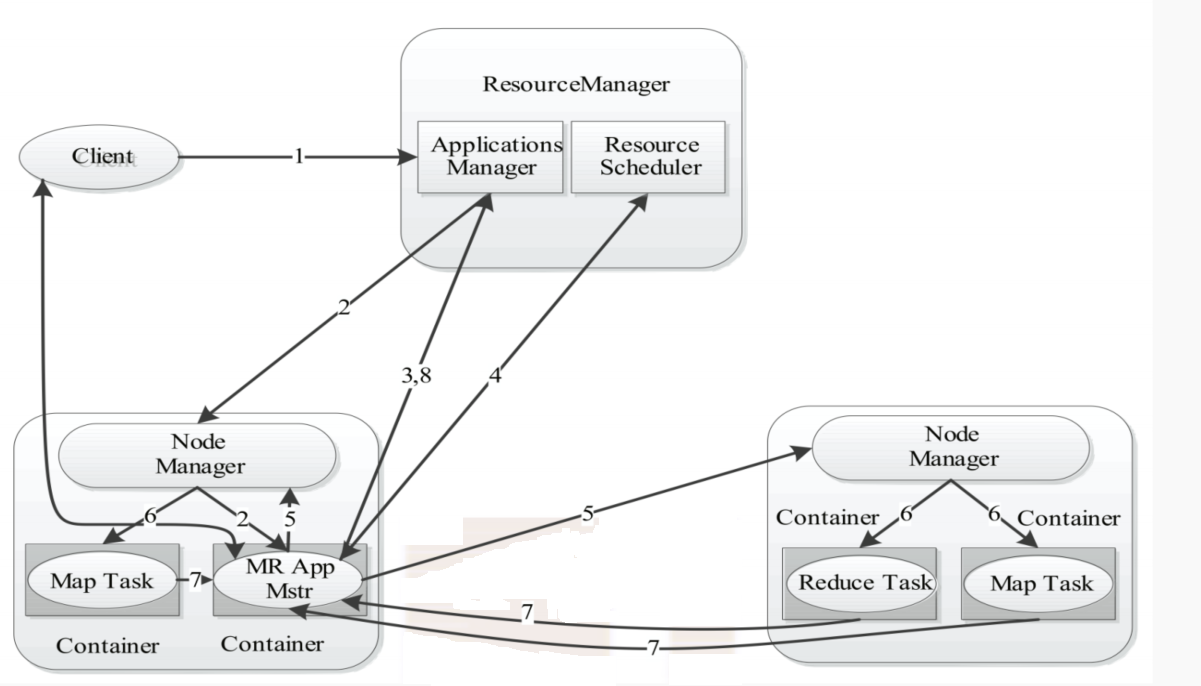 ResourceManager
Client
1
Applications
Manager
Resource
Scheduler
2
3,8
4
Node
Manager
6
2
5
Map Task
7
MR App
Mstr
Container
Container
5
7
7
Node
Manager
Container
6
6
Container
Reduce Task
Map Task